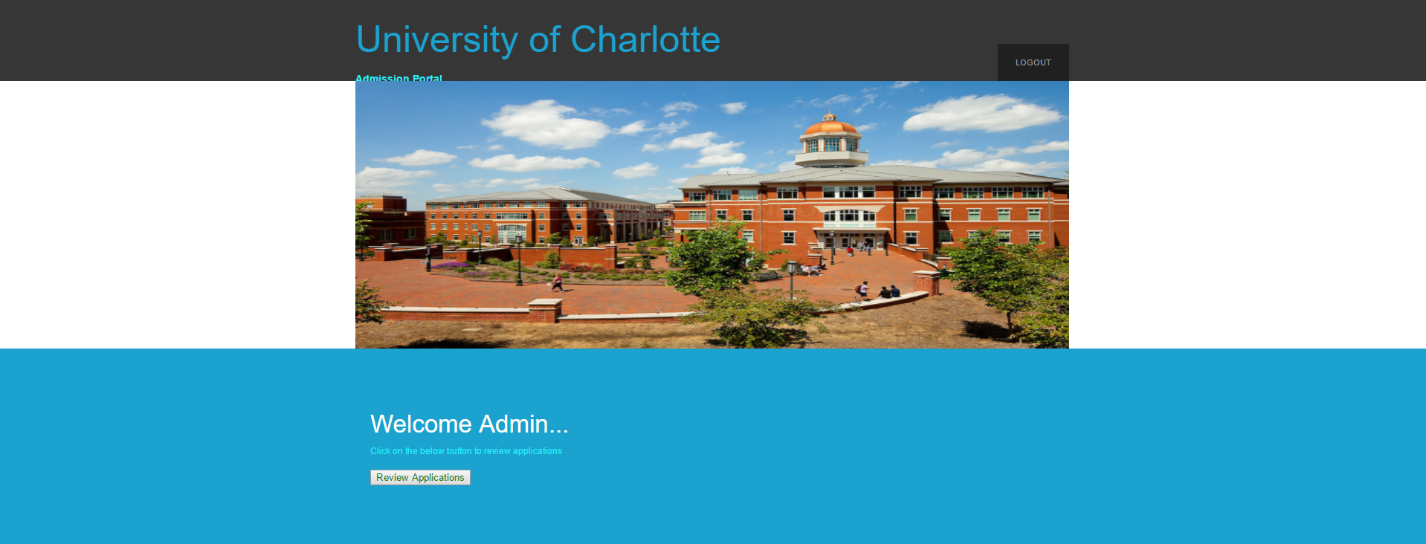 University of Charlotte
LOGOUT
Admission Portal
Welcome Admin...
Click on the below button to review applications
Review Applications